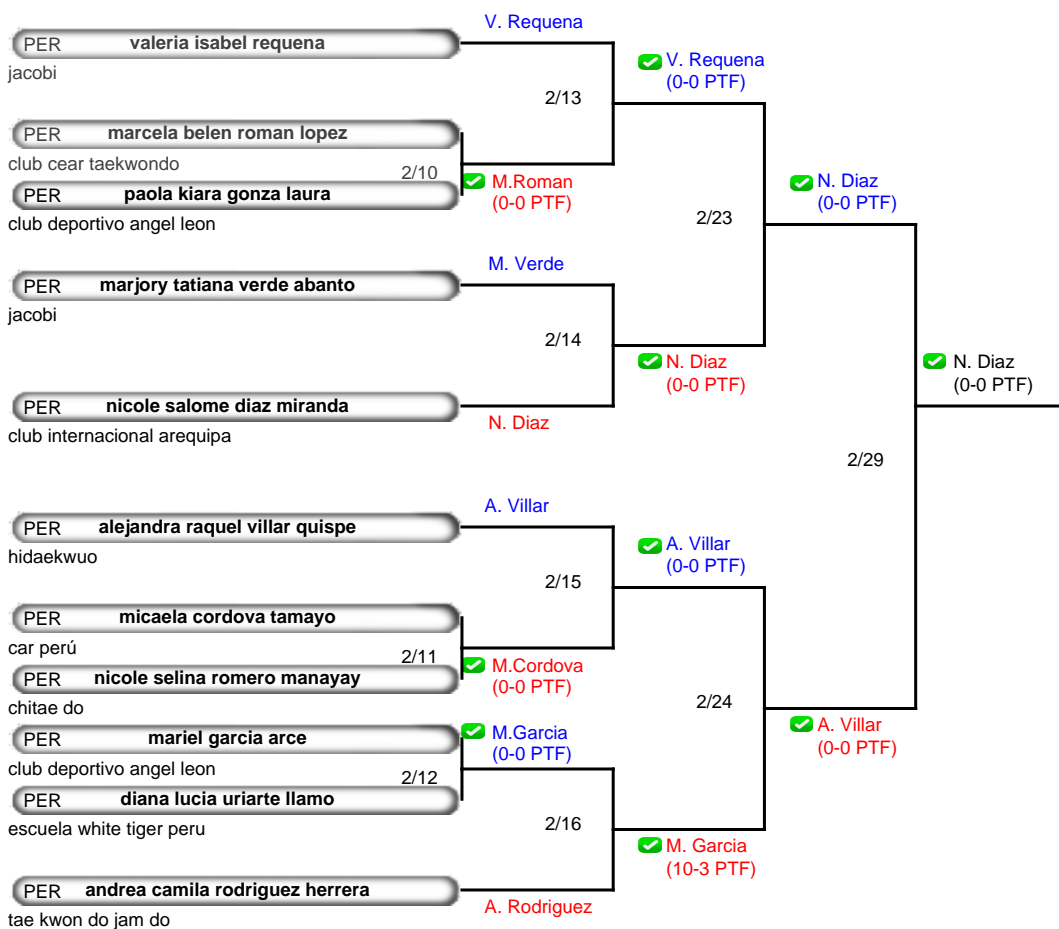 V. Requena
PER valeria isabel requena
jacobi
V. Requena
(0-0 PTF)
2/13
PER marcela belen roman lopez
club cear taekwondo
2/10
M.Roman
(0-0 PTF)
PER paola kiara gonza laura
club deportivo angel leon
N. Diaz
(0-0 PTF)
2/23
M. Verde
PER marjory tatiana verde abanto
jacobi
2/14
N. Diaz
(0-0 PTF)
N. Diaz
(0-0 PTF)
PER nicole salome diaz miranda
N. Diaz
club internacional arequipa
2/29
A. Villar
PER alejandra raquel villar quispe
hidaekwuo
A. Villar
(0-0 PTF)
2/15
PER micaela cordova tamayo
car perú
2/11
M.Cordova
(0-0 PTF)
PER nicole selina romero manayay
chitae do
2/24
M.Garcia
(0-0 PTF)
A. Villar
(0-0 PTF)
PER mariel garcia arce
club deportivo angel leon
2/12
PER diana lucia uriarte llamo
escuela white tiger peru
2/16
M. Garcia
(10-3 PTF)
PER andrea camila rodriguez herrera
A. Rodriguez
tae kwon do jam do